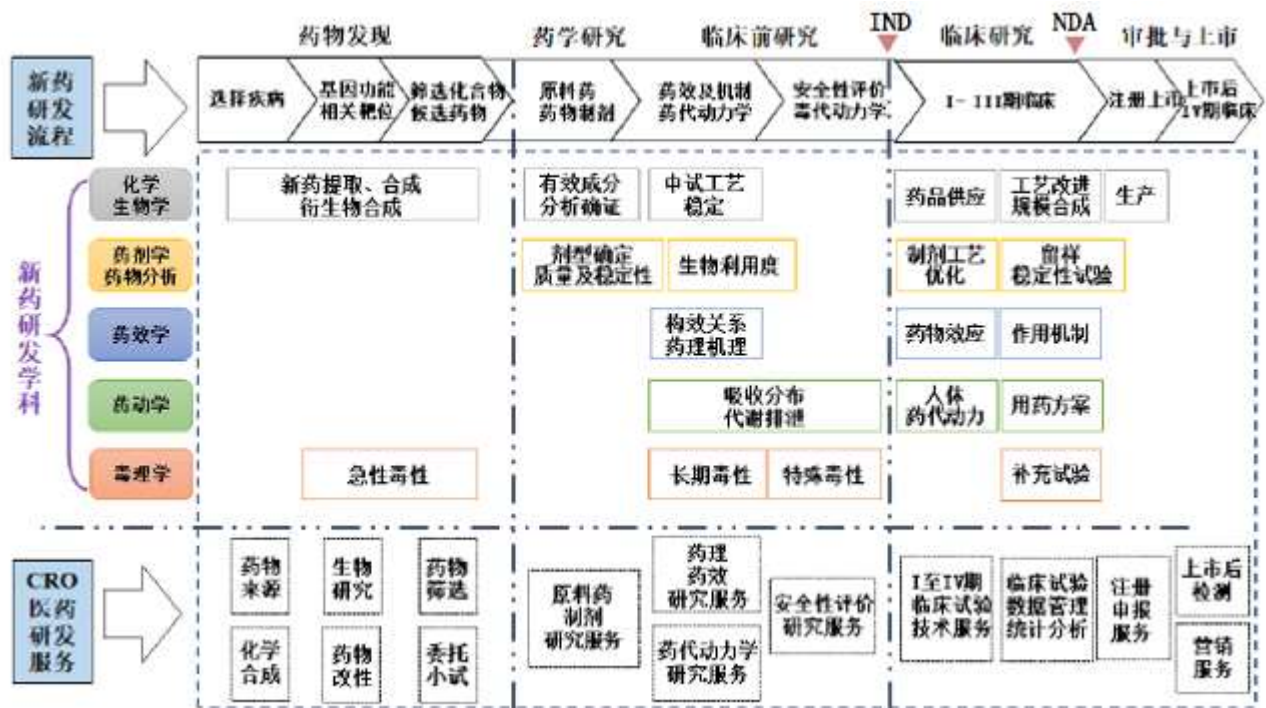 药物发现
药学研究
临床前研究
IND
临床研究
NDA
审批与上市
新药
研发
流程
选择疾病
基因功能
相关靶位
筛选化合物
候选药物
原料药
药物制剂
药效及机制
药代动力学
安全性评价
毒代动力学
I-III期临床
注册上市
上市后
IV期临床
新药研发学科
化学
生物学
新药提取、合成
衍生物合成
有效成分
分析确证
中试工艺
稳定
药品供应
工艺改进
规模合成
生产
药剂学
药物分析
剂型确定
质量及稳定性
生物利用度
制剂工艺
优化
留样
稳定性试验
药效学
构效关系
药理机理
药物效应
作用机制
药动学
吸收分布
代谢排泄
人体
药代动力
用药方案
毒理学
急性毒性
长期毒性
特殊毒性
补充试验
CRO
医药
研发
服务
药物
来源
生物
研究
药物
筛选
化学
合成
药物
改性
委托
小试
原料药
制剂
研究服务
药理
药效
研究服务
药代动力学
研究服务
安全性评价
研究服务
I至IV期
临床试验
技术服务
临床试验
数据管理
统计分析
注册
申报
服务
上市后
检测
营销
服务